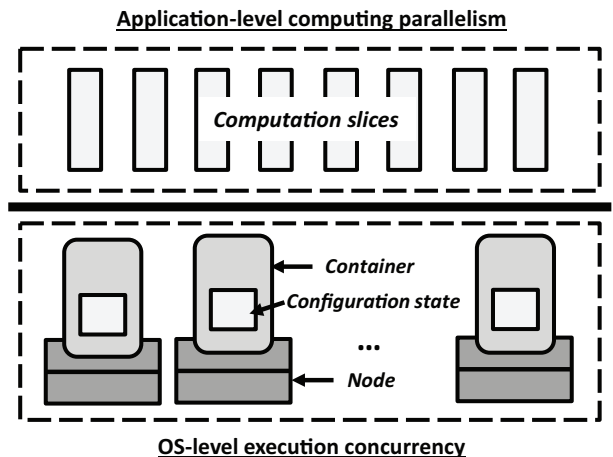 Application-level computing parallelism
Computation slices
Container
Configuration state
...
Node
OS-level execution concurrency